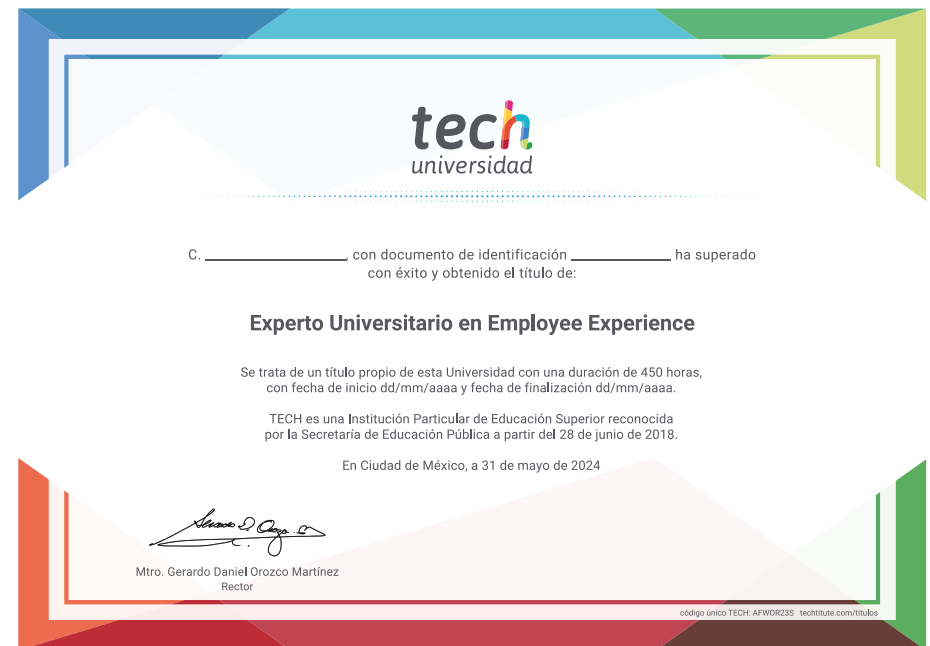 tech
universidad
C. ____________, con documento de identificación ____________ ha superado
con éxito y obtenido el título de:
Experto Universitario en Employee Experience
Se trata de un título propio de esta Universidad con una duración de 450 horas,
con fecha de inicio dd/mm/aaaa y fecha de finalización dd/mm/aaaa.
TECH es una Institución Particular de Educación Superior reconocida
por la Secretaría de Educación Pública a partir del 28 de junio de 2018.
En Ciudad de México, a 31 de mayo de 2024
Mtro. Gerardo Daniel Orozco Martínez
Rector
código único TECH: AFWOR23S techtitute.com/titulos